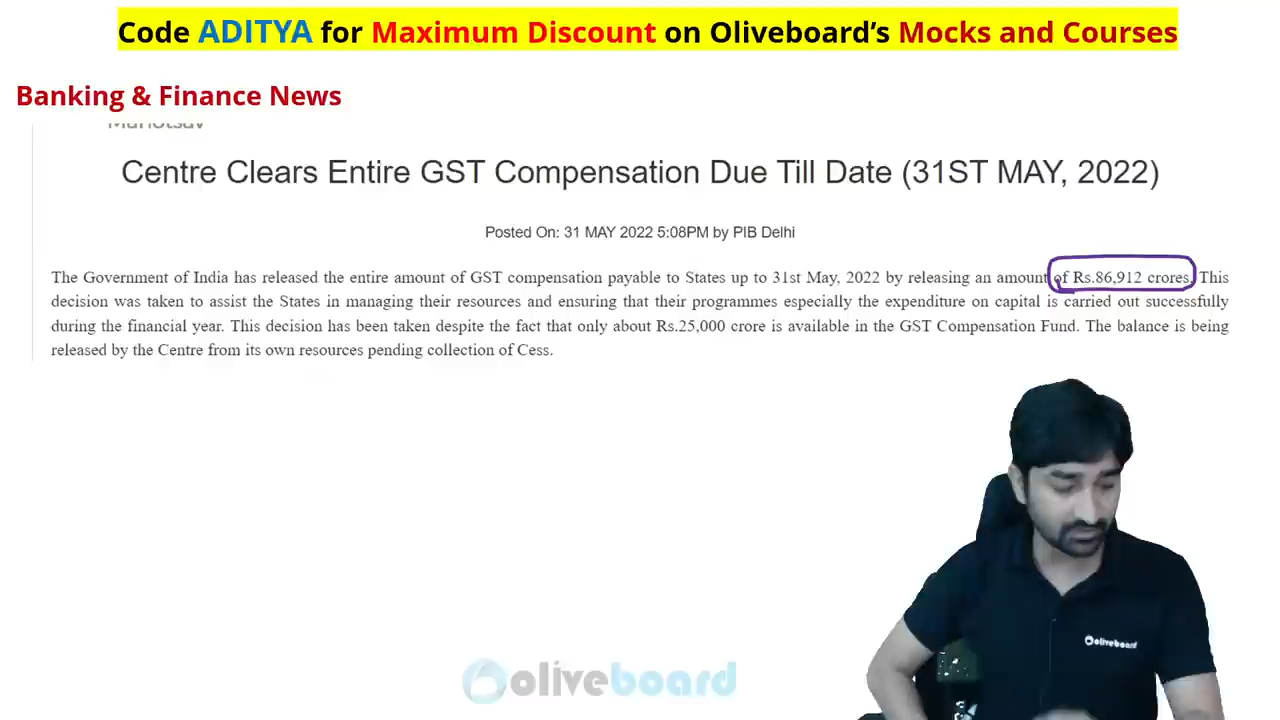 Code ADITYA for Maximum Discount on Oliveboard's Mocks and Courses
Banking & Finance News
Centre Clears Entire GST Compensation Due Till Date (31ST MAY, 2022)
Posted On: 31 MAY 2022 5:08PM by PIB Delhi
The Government of India has released the entire amount of GST compensation payable to States up to 31st May, 2022 by releasing an amount of Rs.86,912 crores. This
decision was taken to assist the States in managing their resources and ensuring that their programmes especially the expenditure on capital is carried out successfully
during the financial year. This decision has been taken despite the fact that only about Rs.25,000 crore is available in the GST Compensation Fund. The balance is being
released by the Centre from its own resources pending collection of Cess.
oliveboard
oliveboard